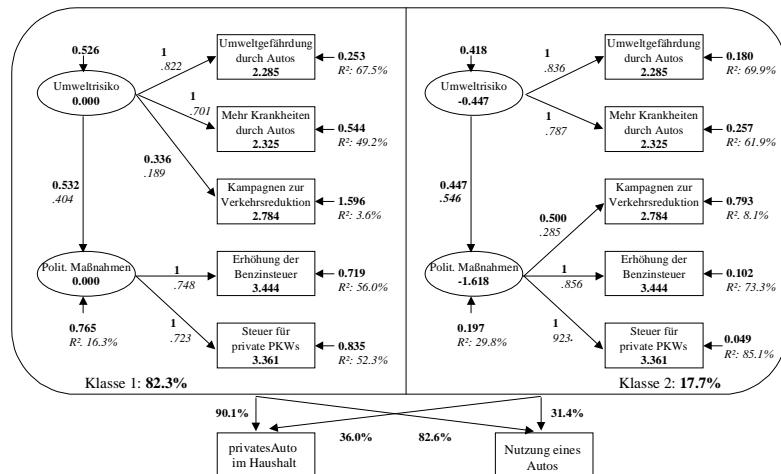 0.526
Umweltrisiko
0.000
1
.822
Umweltgefährdung
durch Autos
2.285
0.253
R²: 67.5%
1
.701
Mehr Krankheiten
durch Autos
2.325
0.544
R²: 49.2%
0.336
.189
Kampagnen zur
Verkehrsreduktion
2.784
1.596
R²: 3.6%
0.532
.404
Polit. Maßnahmen
0.000
0.765
R². 16.3%
1
.748
Erhöhung der
Benzinsteuer
3.444
0.719
R²: 56.0%
1
.723
Steuer für
private PKWs
3.361
0.835
R²: 52.3%
Klasse 1: 82.3%
0.418
Umweltrisiko
-0.447
1
.836
Umweltgefährdung
durch Autos
2.285
0.180
R²: 69.9%
1
.787
Mehr Krankheiten
durch Autos
2.325
0.257
R²: 61.9%
0.447
.546
Kampagnen zur
Verkehrsreduktion
2.784
0.793
R²: 8.1%
0.500
.285
Polit. Maßnahmen
-1.618
0.197
R²: 29.8%
1
.856
Erhöhung der
Benzinsteuer
3.444
0.102
R²: 73.3%
1
923.
Steuer für
private PKWs
3.361
0.049
R²: 85.1%
Klasse 2: 17.7%
90.1%
36.0%
82.6%
31.4%
privatesAuto
im Haushalt
Nutzung eines
Autos